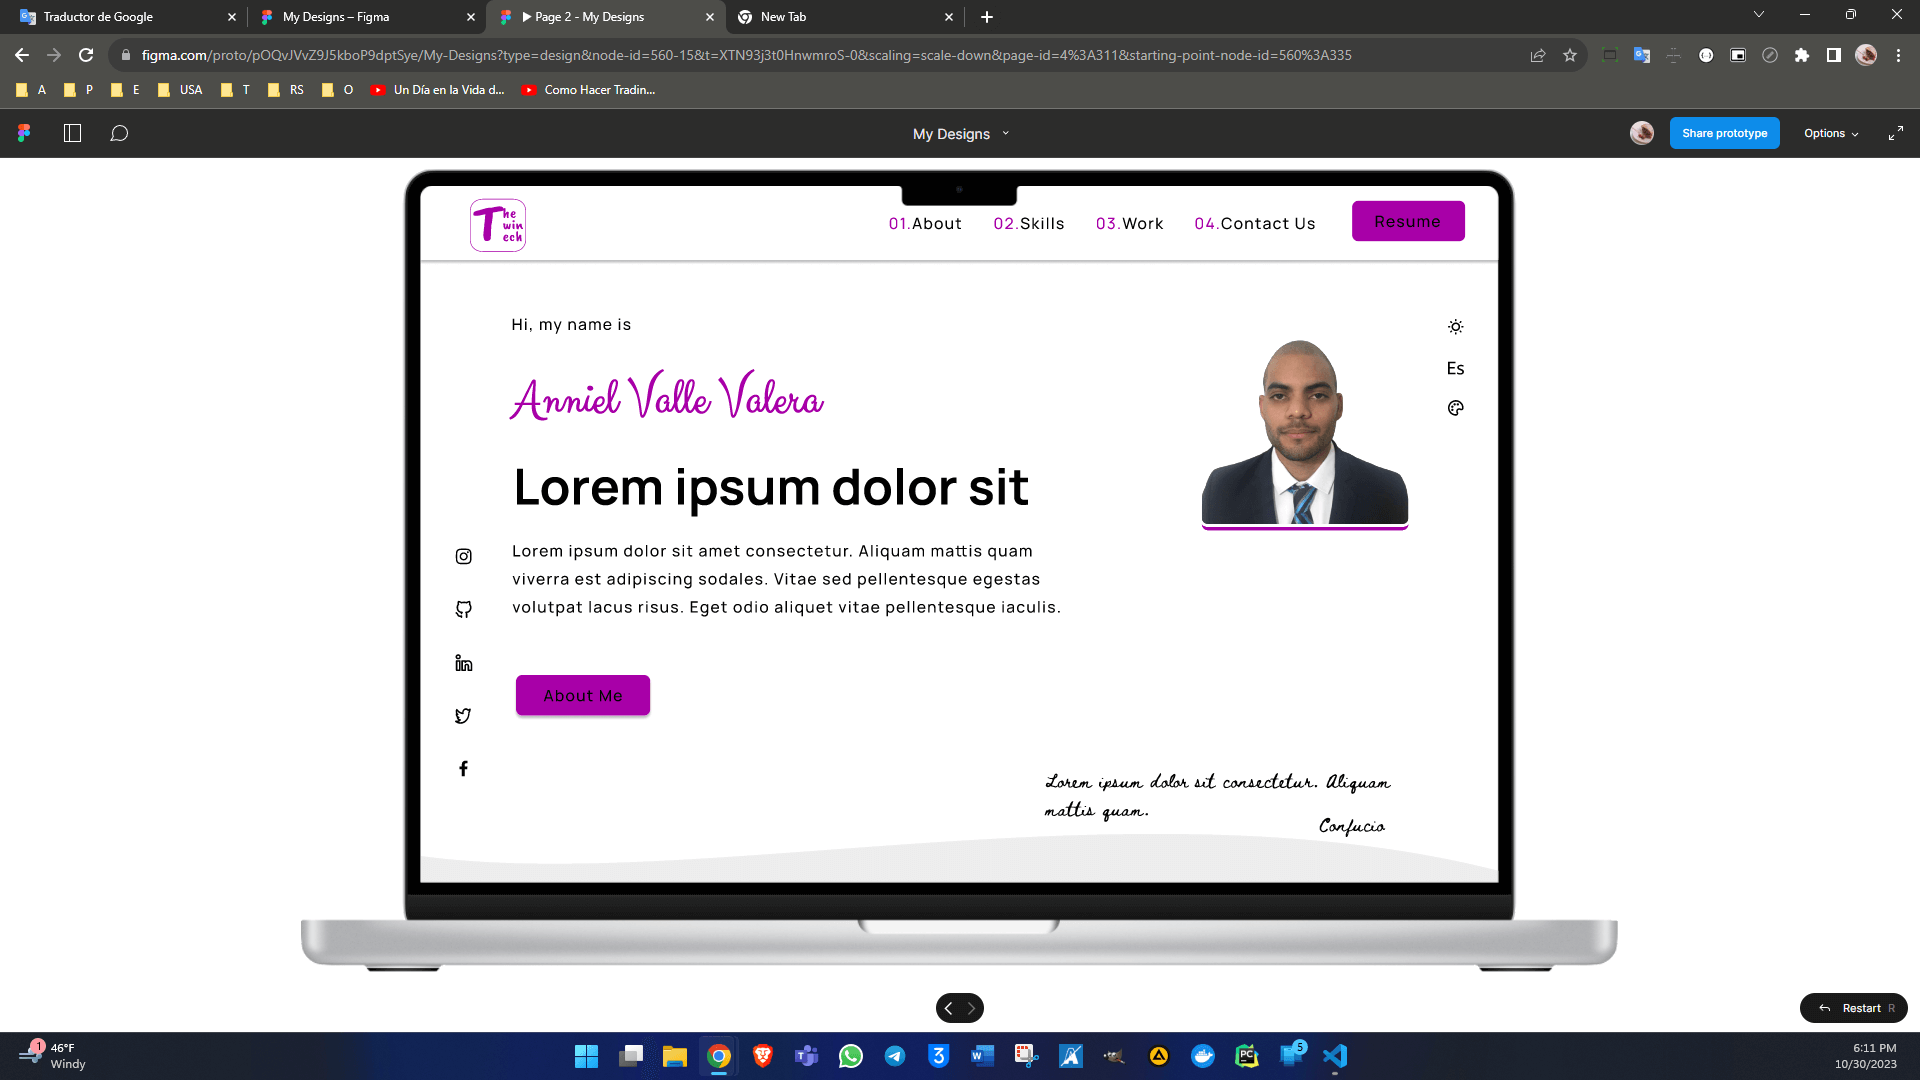 Traductor de Google
My Designs – Figma
Page 2 - My Designs
New Tab
figma.com/proto/pOQvJVvZ9J5kboP9dptSye/My-Designs?type=design&node-id=560-15&t=XTN93j3t0HnwmroS-0&scaling=scale-down&page-id=4%3A311&starting-point-node-id=560%3A335
A P E USA T RS O Un Día en la Vida d... Como Hacer Tradin...
My Designs
Share prototype
Options
The
win
ech
01.About 02.Skills 03.Work 04.Contact Us Resume
Hi, my name is
Anniel Valle Valera
Es
Lorem ipsum dolor sit
Lorem ipsum dolor sit amet consectetur. Aliquam mattis quam
viverra est adipiscing sodales. Vitae sed pellentesque egestas
volutpat lacus risus. Eget odio aliquet vitae pellentesque iaculis.
About Me
Lorem ipsum dolor sit consectetur. Aliquam
mattis quam.
Confucio
Restart R
1
46°F
Windy
5
6:11 PM
10/30/2023